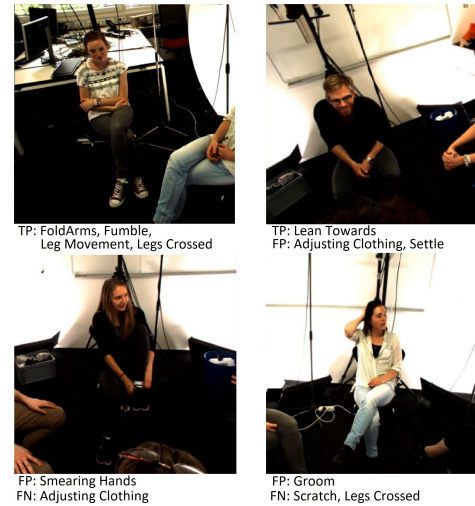 TP: FoldArms, Fumble,
Leg Movement, Legs Crossed
TP: Lean Towards
FP: Adjusting Clothing, Settle
FP: Smearing Hands
FN: Adjusting Clothing
FP: Groom
FN: Scratch, Legs Crossed